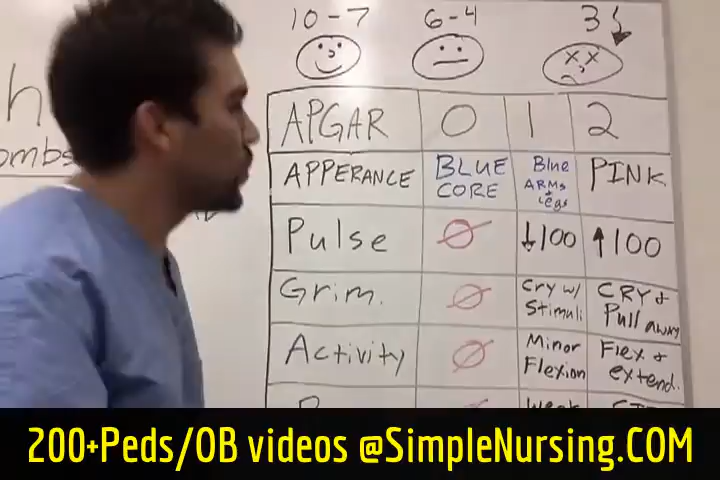 10-7 6-4 3↓
h
ombs
APGAR 0 1 2
APPERANCE BLUE CORE Blue ARMS + legs PINK
Pulse Ø ↓100 ↑100
Grim. Ø Cry w/ Stimuli CRY & Pull away
Activity Ø Minor Flexion Flex & extend.
200+Peds/OB videos @SimpleNursing.COM